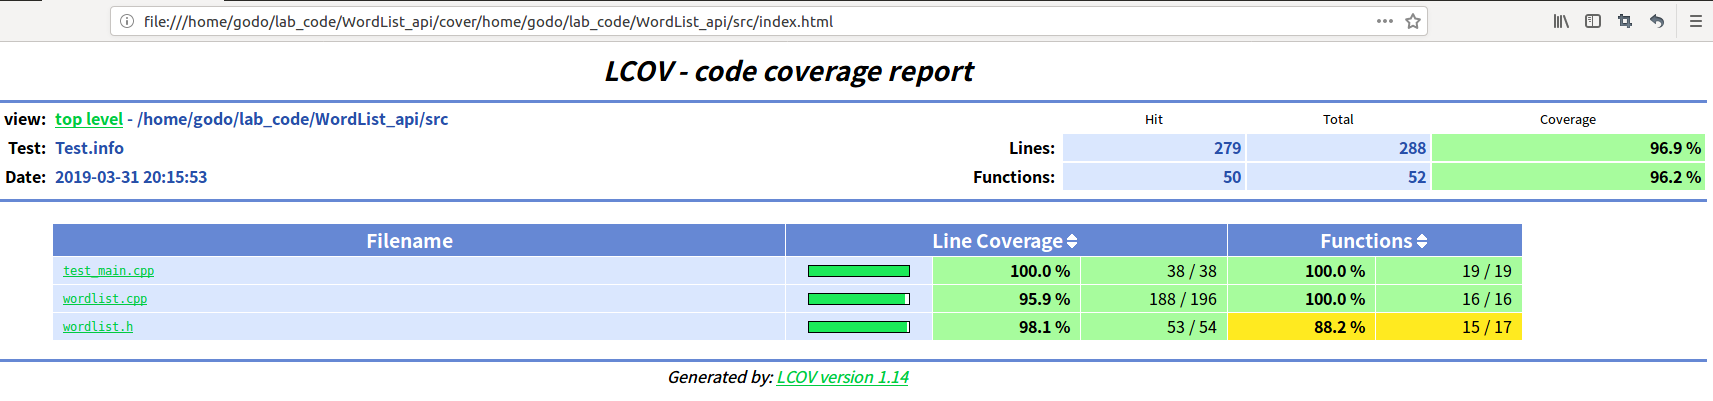 file:///home/godo/lab_code/WordList_api/cover/home/godo/lab_code/WordList_api/src/index.html
LCOV - code coverage report
view: top level - /home/godo/lab_code/WordList_api/src Hit Total Coverage
Test: Test.info Lines: 279 288 96.9 %
Date: 2019-03-31 20:15:53 Functions: 50 52 96.2 %
Filename Line Coverage Functions
test_main.cpp 100.0 % 38 / 38 100.0 % 19 / 19
wordlist.cpp 95.9 % 188 / 196 100.0 % 16 / 16
wordlist.h 98.1 % 53 / 54 88.2 % 15 / 17
Generated by: LCOV version 1.14